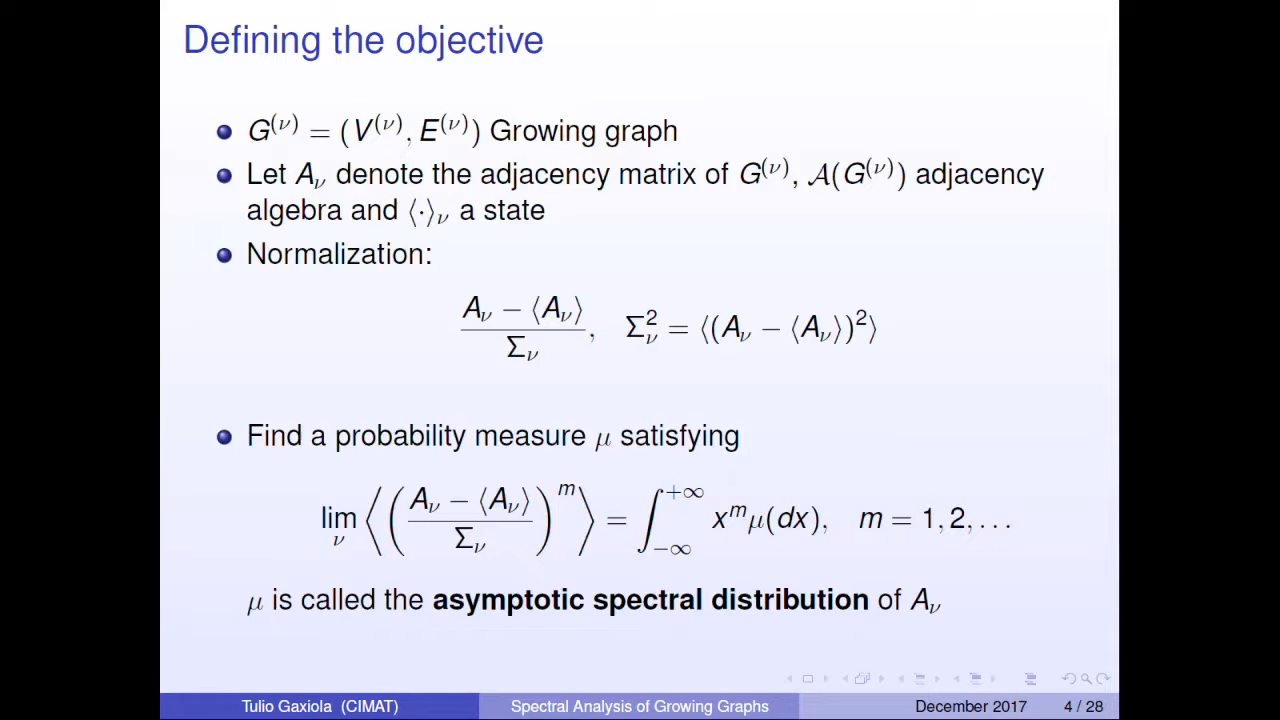 Defining the objective
G^(ν) = (V^(ν), E^(ν)) Growing graph
Let A_ν denote the adjacency matrix of G^(ν), 𝒜(G^(ν)) adjacency
algebra and ⟨·⟩_ν a state
Normalization:
(A_ν − ⟨A_ν⟩)/Σ_ν, Σ_ν^2 = ⟨(A_ν − ⟨A_ν⟩)^2⟩
Find a probability measure μ satisfying
lim_ν ⟨((A_ν − ⟨A_ν⟩)/Σ_ν)^m⟩ = ∫_{−∞}^{+∞} x^m μ(dx), m = 1, 2, . . .
μ is called the asymptotic spectral distribution of A_ν
Tulio Gaxiola (CIMAT) Spectral Analysis of Growing Graphs December 2017 4 / 28